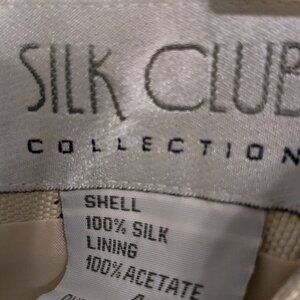 SILK CLUB
COLLECTION
SHELL
100% SILK
LINING
100% ACETATE